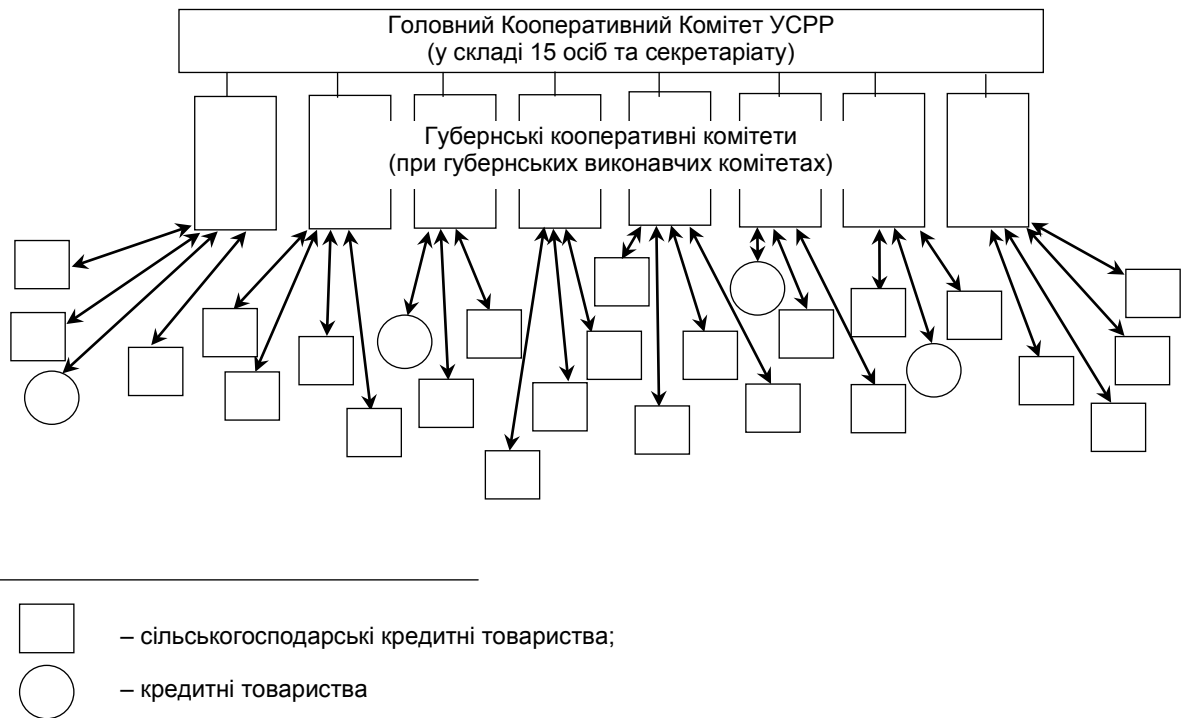 Головний Кооперативний Комітет УСРР
(у складі 15 осіб та секретаріату)
Губернські кооперативні комітети
(при губернських виконавчих комітетах)
– сільськогосподарські кредитні товариства;
– кредитні товариства